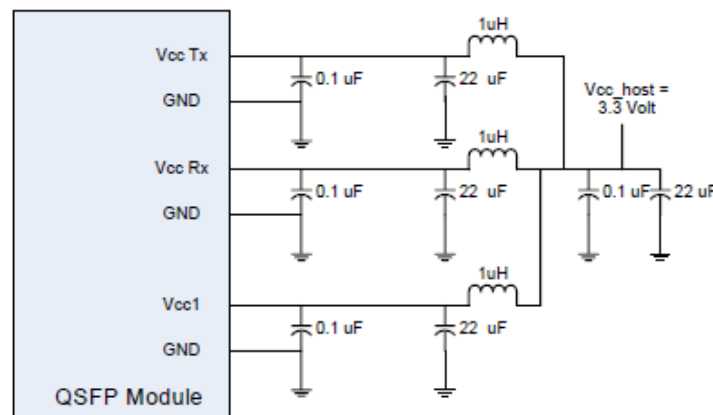 1uH
Vcc Tx
0.1 uF
22 uF
GND
Vcc_host =
3.3 Volt
1uH
Vcc Rx
0.1 uF
22 uF
0.1 uF
22 uF
GND
1uH
Vcc1
0.1 uF
22 uF
GND
QSFP Module